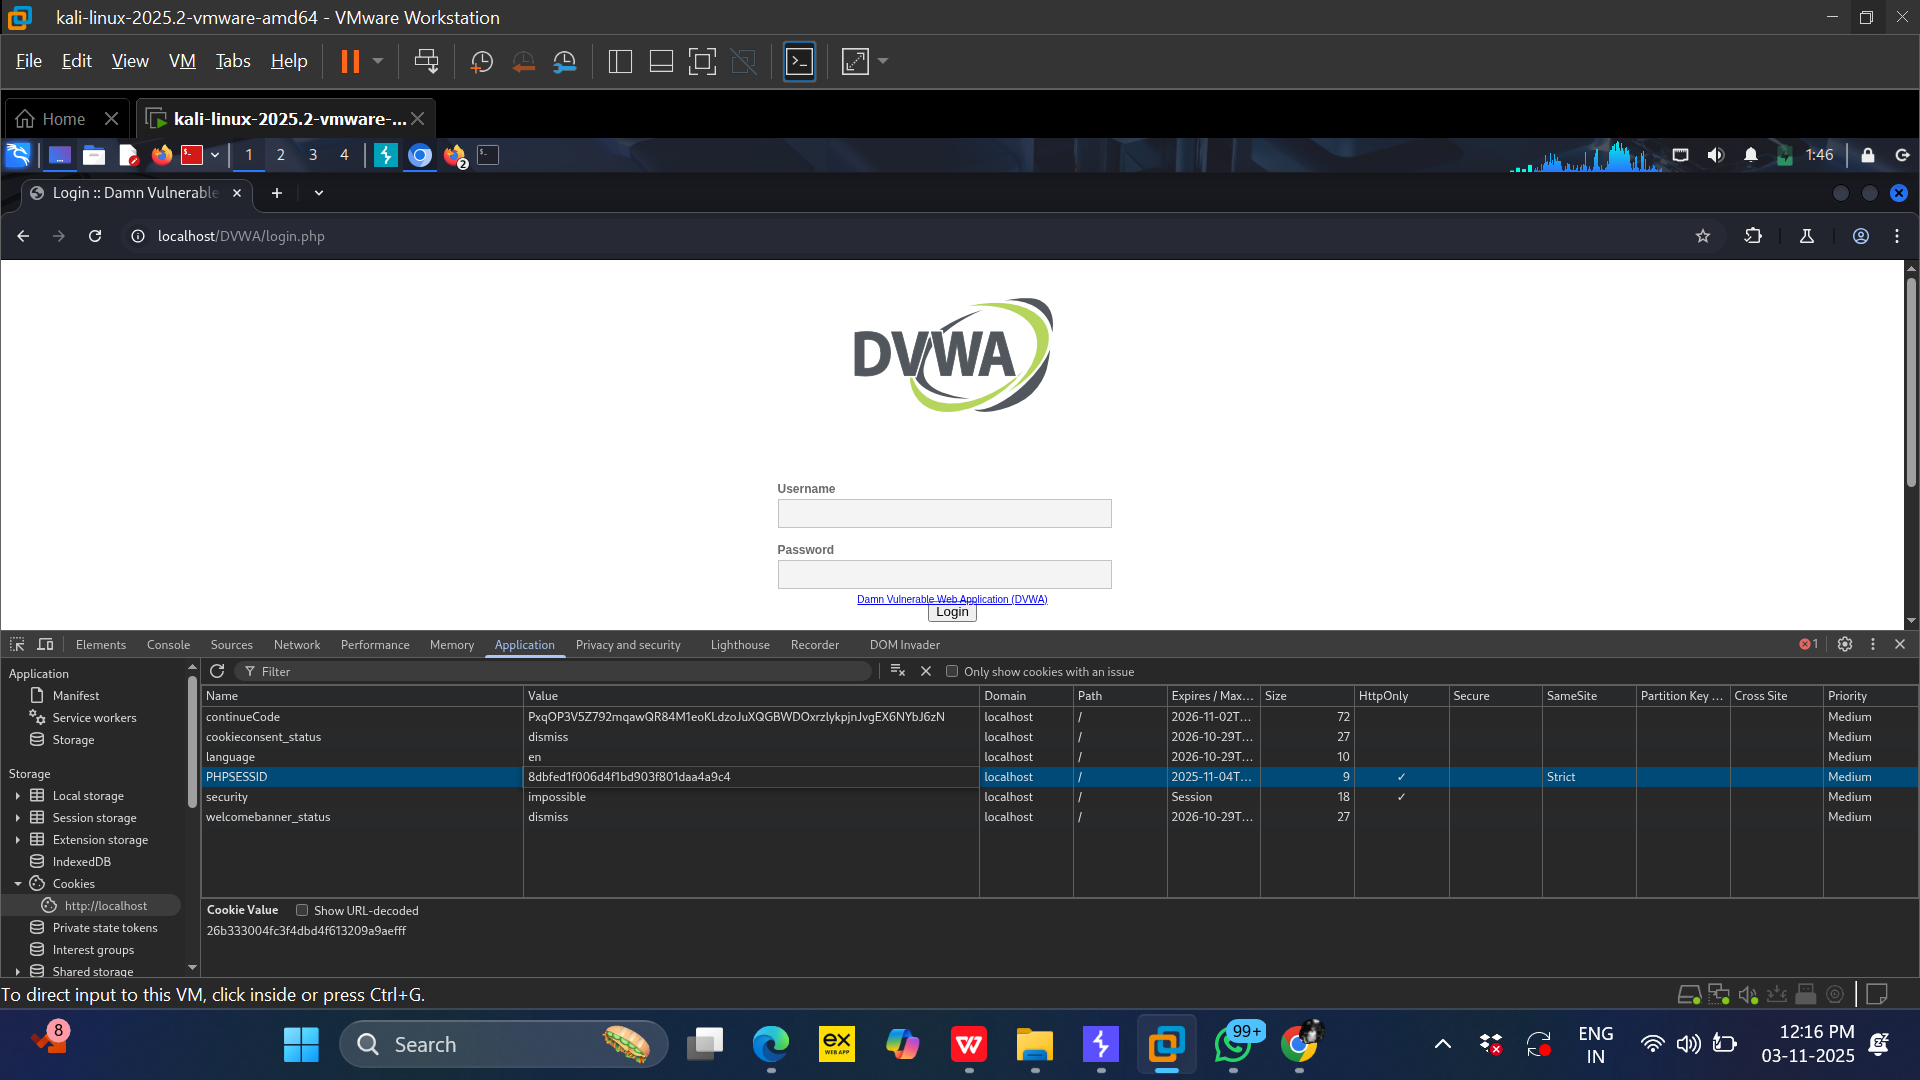 kali-linux-2025.2-vmware-amd64 - VMware Workstation
File Edit View VM Tabs Help
Home kali-linux-2025.2-vmware-...
1 2 3 4 2 1:46
Login :: Damn Vulnerable
localhost/DVWA/login.php
DVWA
Username
Password
Damn Vulnerable Web Application (DVWA)
Login
Elements Console Sources Network Performance Memory Application Privacy and security Lighthouse Recorder DOM Invader 1
Application
Manifest
Service workers
Storage
Storage
Local storage
Session storage
Extension storage
IndexedDB
Cookies
http://localhost
Private state tokens
Interest groups
Shared storage
Filter Only show cookies with an issue
Name Value Domain Path Expires / Max... Size HttpOnly Secure SameSite Partition Key ... Cross Site Priority
continueCode PxqOP3V5Z792mqawQR84M1eoKLdzoJuXQGBWDOxrzlykpjnJvgEX6NYbJ6zN localhost / 2026-11-02T... 72 Medium
cookieconsent_status dismiss localhost / 2026-10-29T... 27 Medium
language en localhost / 2026-10-29T... 10 Medium
PHPSESSID 8dbfed1f006d4f1bd903f801daa4a9c4 localhost / 2025-11-04T... 9 ✓ Strict Medium
security impossible localhost / Session 18 ✓ Medium
welcomebanner_status dismiss localhost / 2026-10-29T... 27 Medium
Cookie Value Show URL-decoded
26b333004fc3f4dbd4f613209a9aefff
To direct input to this VM, click inside or press Ctrl+G.
8 Search ex WEB APP 99+ ENG IN 12:16 PM 03-11-2025